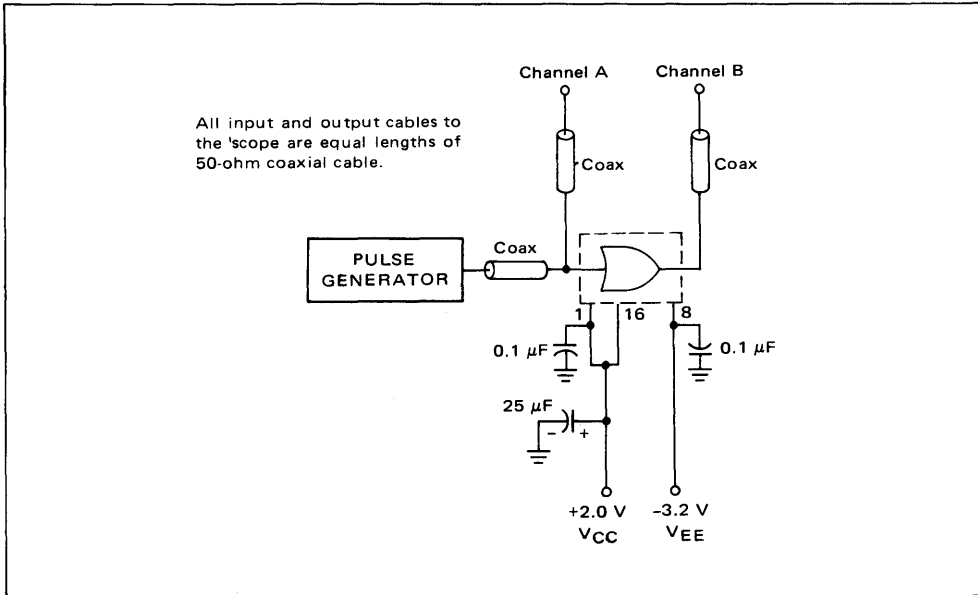 Channel A
Channel B
All input and output cables to
the 'scope are equal lengths of
50-ohm coaxial cable.
Coax
Coax
Coax
PULSE
GENERATOR
1
16
8
0.1 µF
0.1 µF
25 µF
– +
+2.0 V
VCC
–3.2 V
VEE